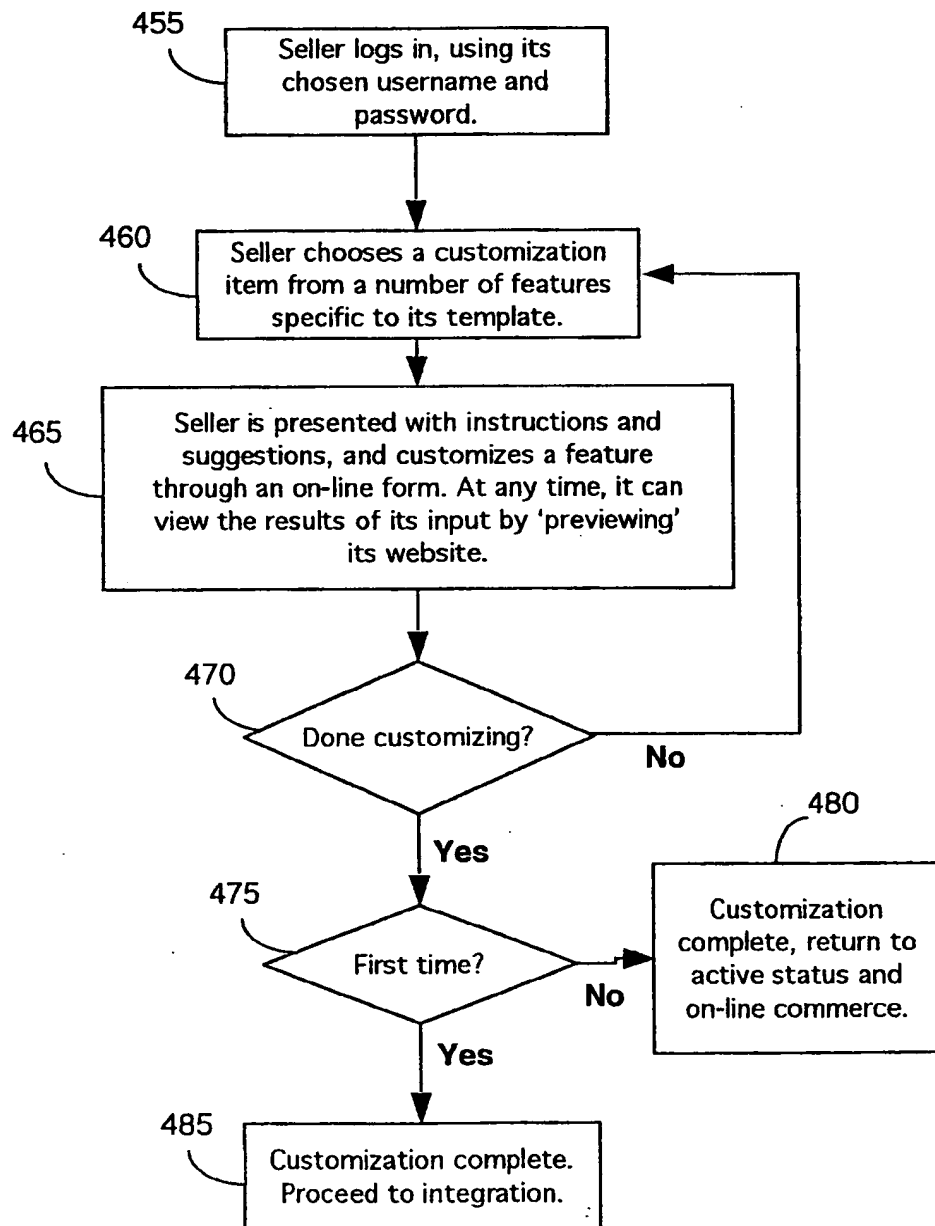 455
Seller logs in, using its
chosen username and
password.
460
Seller chooses a customization
item from a number of features
specific to its template.
465
Seller is presented with instructions and
suggestions, and customizes a feature
through an on-line form. At any time, it can
view the results of its input by ‘previewing’
its website.
470
Done customizing?
No
Yes
480
Customization
complete, return to
active status and
on-line commerce.
475
First time?
No
Yes
485
Customization complete.
Proceed to integration.